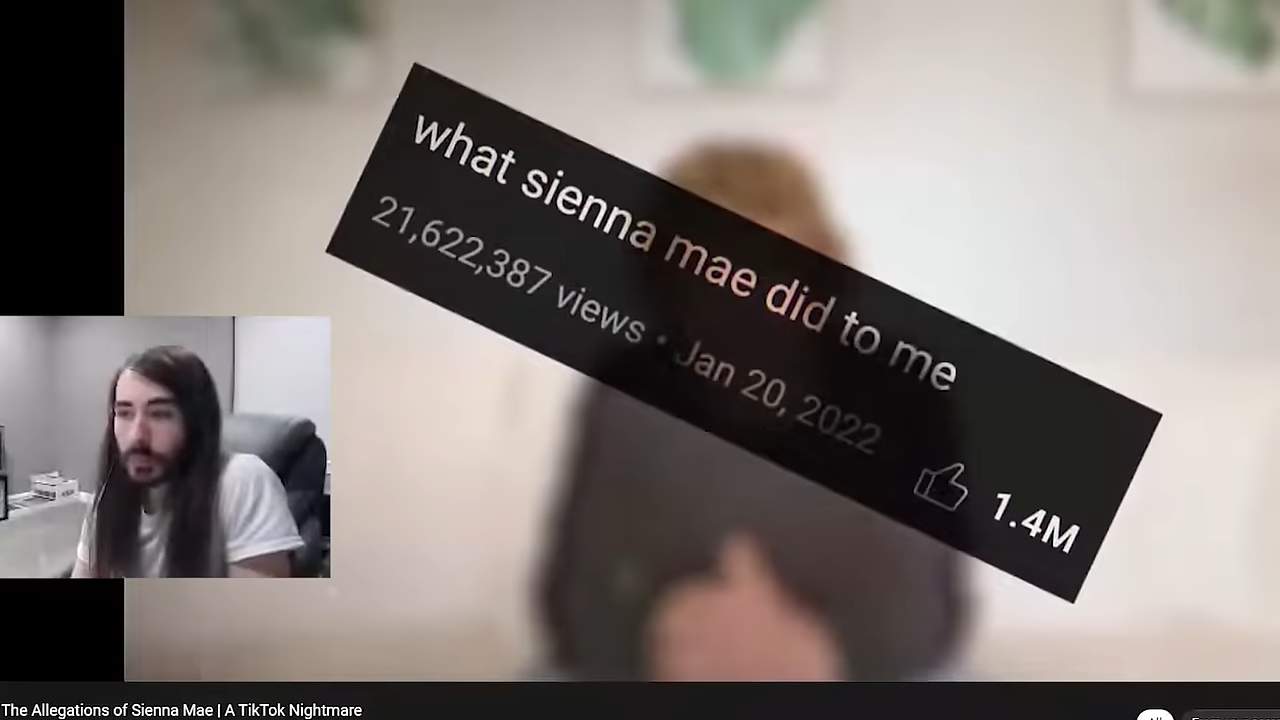 what sienna mae did to me
21,622,387 views • Jan 20, 2022
1.4M
The Allegations of Sienna Mae | A TikTok Nightmare
All